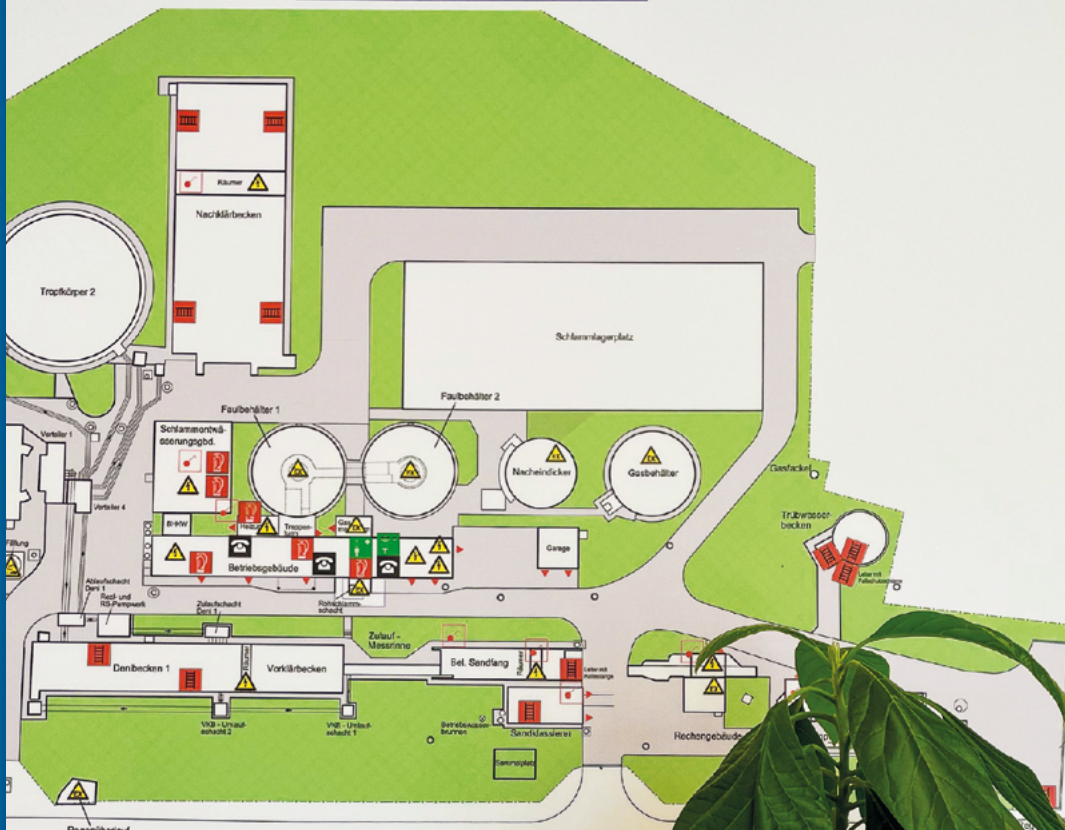 Räumer
Nachklärbecken
Tropfkörper 2
Schlammlagerplatz
Faulbehälter 1
Faulbehälter 2
Schlammentwä-
sserungsgbd.
Verteiler 1
Nacheindicker
Gasbehälter
Gasfackel
Verteiler 4
Trübwasser-
becken
BHKW
Heizung
Treppen-
turm
Garage
Betriebsgebäude
Ablaufschacht
Deni 1
Rezi- und
RS-Pumpwerk
Zulaufschacht
Deni 1
Rohschlamm-
schacht
Zulauf -
Messrinne
Denibecken 1
Räumer
Vorklärbecken
Bel. Sandfang
Räumer
VKB - Umlauf-
schacht 2
VKB - Umlauf-
schacht 1
Betriebswasser-
brunnen
Sandklassierer
Rechengebäude
Sammelplatz
Regenüberlauf